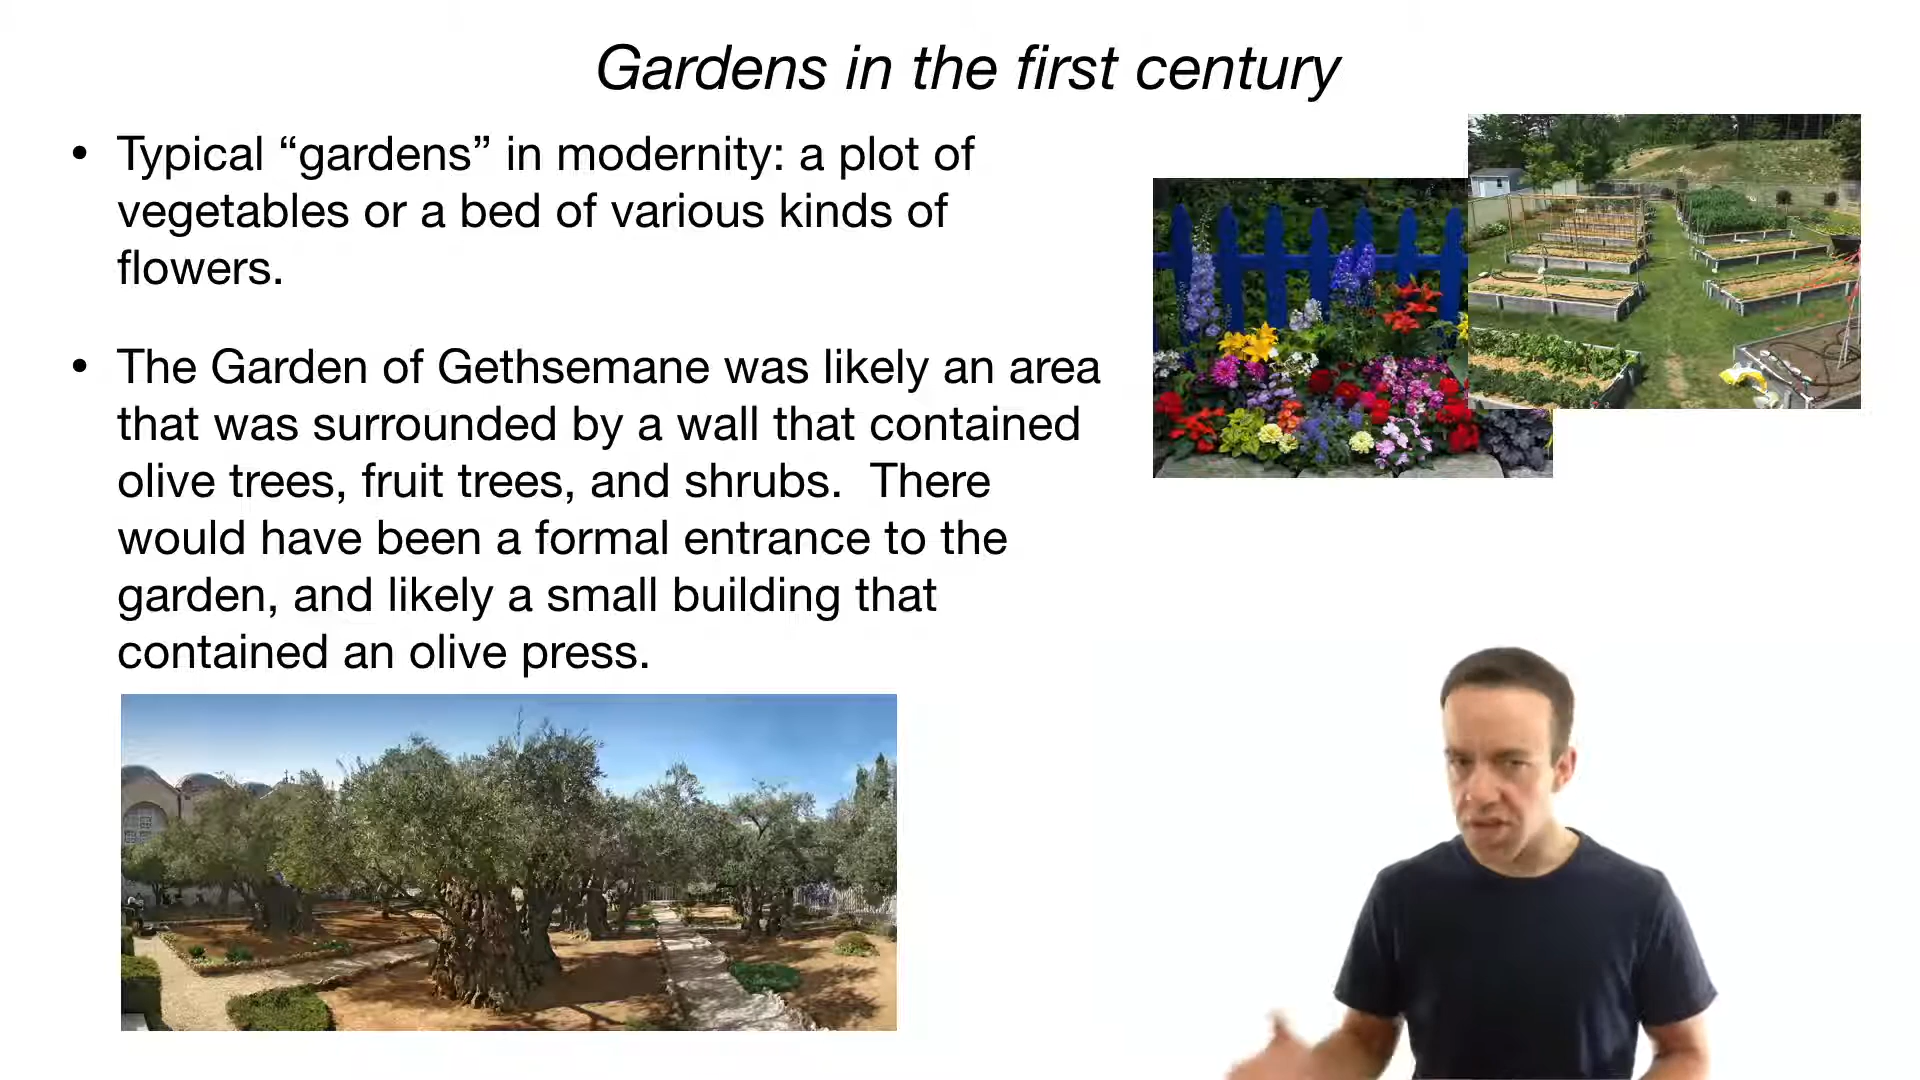 Gardens in the first century
• Typical “gardens” in modernity: a plot of
vegetables or a bed of various kinds of
flowers.
• The Garden of Gethsemane was likely an area
that was surrounded by a wall that contained
olive trees, fruit trees, and shrubs.  There
would have been a formal entrance to the
garden, and likely a small building that
contained an olive press.